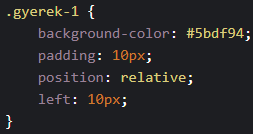 .gyerek-1 {
    background-color: #5bdf94;
    padding: 10px;
    position: relative;
    left: 10px;
}